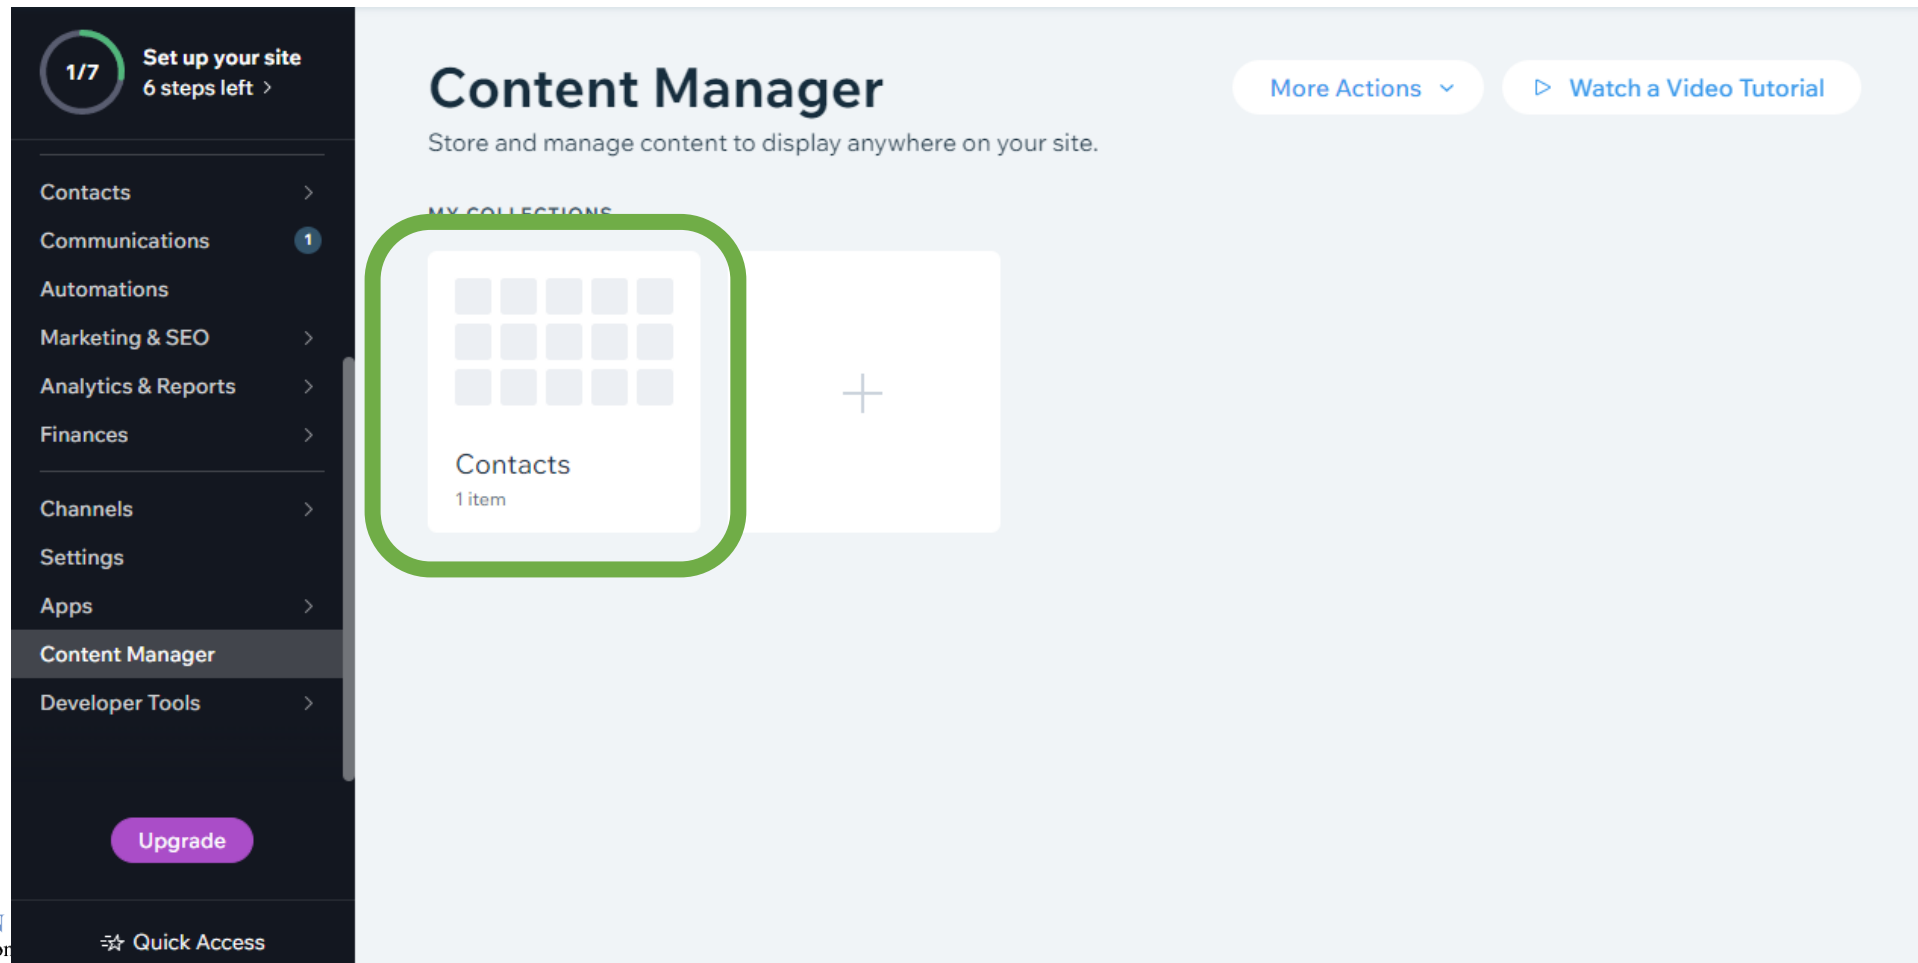 1/7
Set up your site
6 steps left >
Contacts
Communications 1
Automations
Marketing & SEO
Analytics & Reports
Finances
Channels
Settings
Apps
Content Manager
Developer Tools
Upgrade
Quick Access
Content Manager
More Actions
Watch a Video Tutorial
Store and manage content to display anywhere on your site.
MY COLLECTIONS
Contacts
1 item